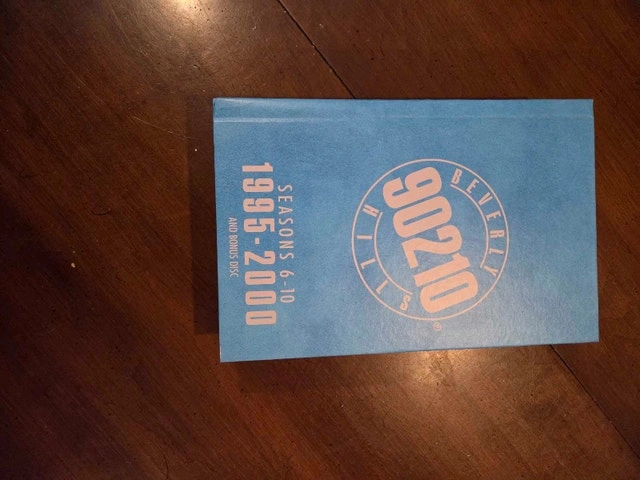 BEVERLY
90210
HILLS
®
SEASONS 6-10
1995-2000
AND BONUS DISC